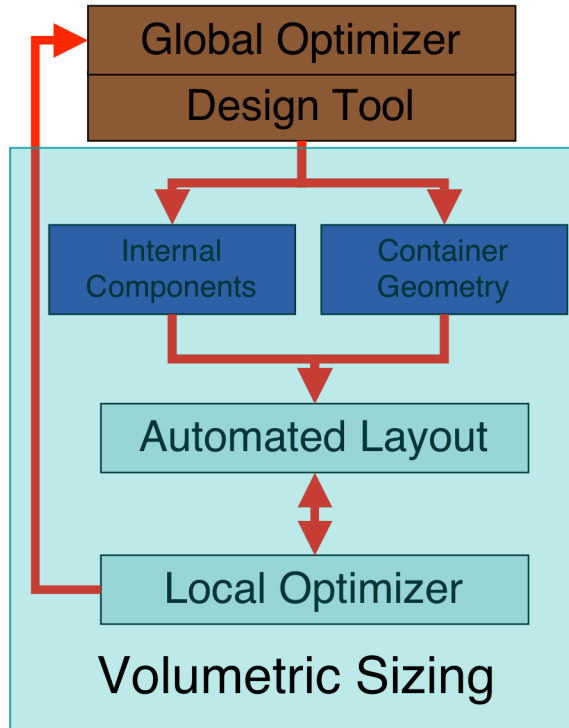 Global Optimizer
Design Tool
Internal
Components
Container
Geometry
Automated Layout
Local Optimizer
Volumetric Sizing